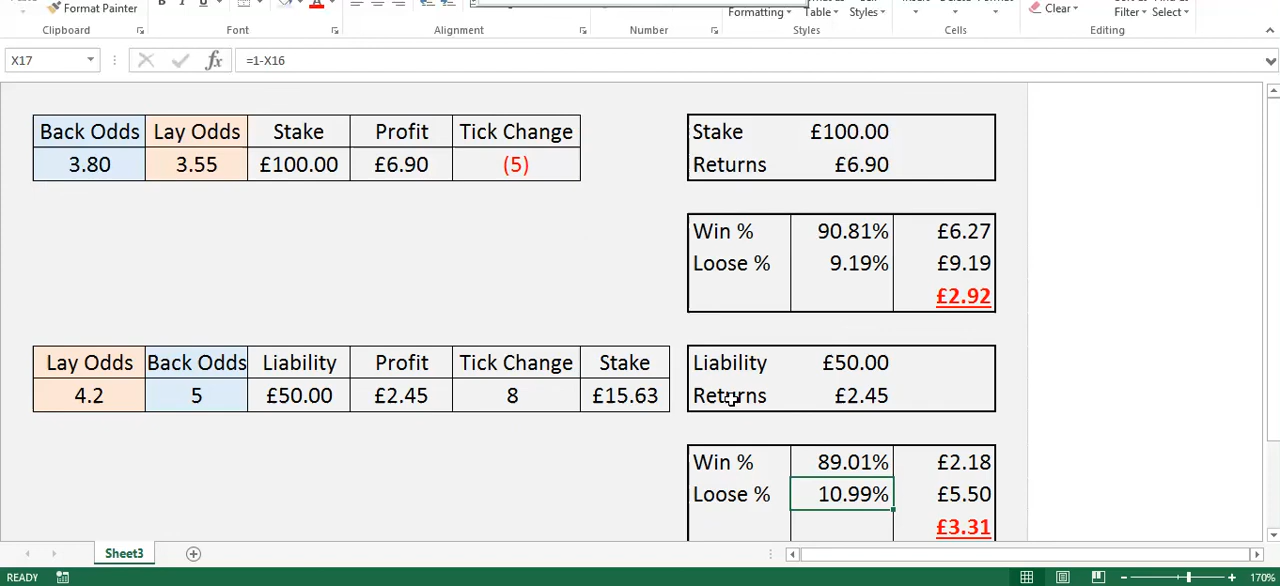 Format Painter
B I U
Formatting Table Styles
Clear
Filter Select
Clipboard Font Alignment Number Styles Cells Editing
X17 fx =1-X16
Back Odds Lay Odds Stake Profit Tick Change
3.80 3.55 £100.00 £6.90 (5)
Stake £100.00
Returns £6.90
Win % 90.81% £6.27
Loose % 9.19% £9.19
£2.92
Lay Odds Back Odds Liability Profit Tick Change Stake
4.2 5 £50.00 £2.45 8 £15.63
Liability £50.00
Returns £2.45
Win % 89.01% £2.18
Loose % 10.99% £5.50
£3.31
Sheet3
READY 170%